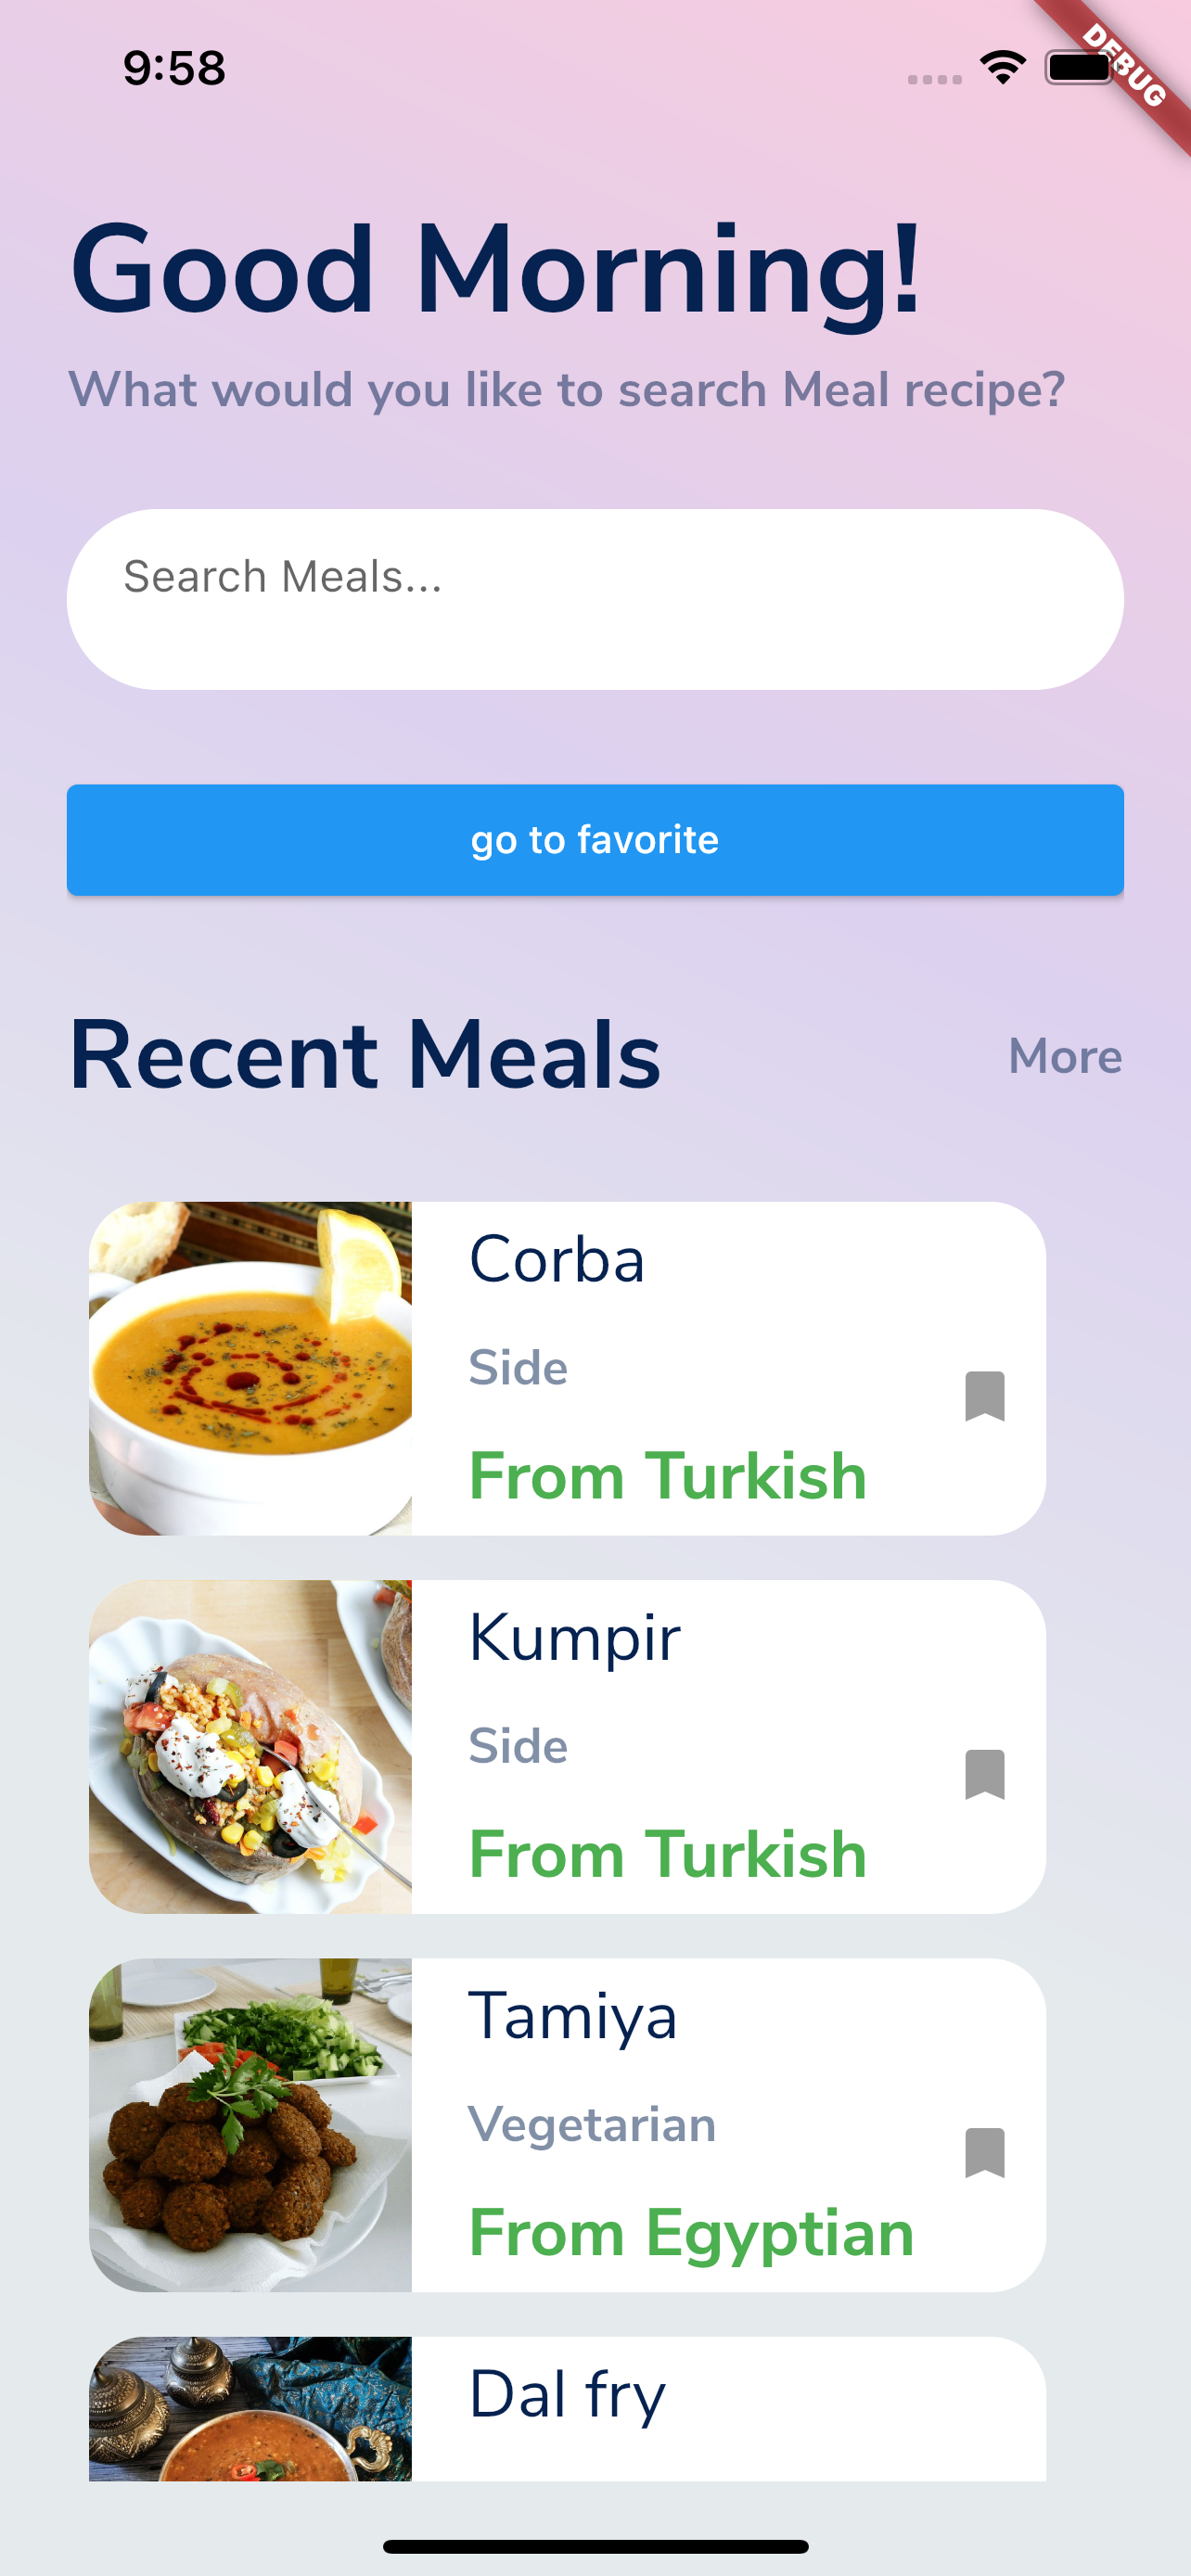 9:58
DEBUG
Good Morning!
What would you like to search Meal recipe?
Search Meals...
go to favorite
Recent Meals
More
Corba
Side
From Turkish
Kumpir
Side
From Turkish
Tamiya
Vegetarian
From Egyptian
Dal fry